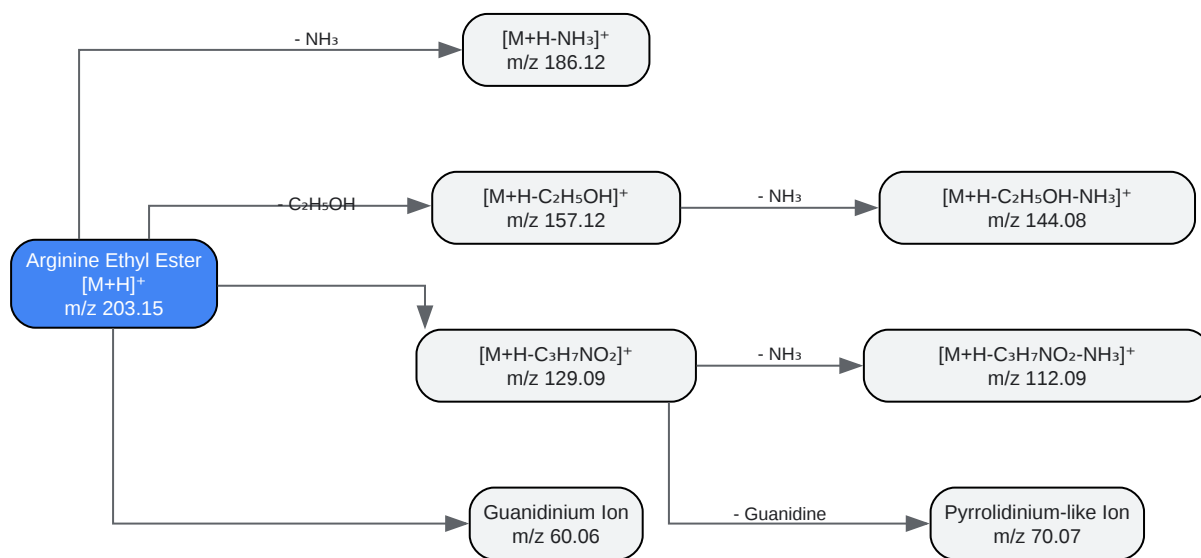 - NH₃
[M+H-NH₃]⁺
m/z 186.12
- C₂H₅OH
[M+H-C₂H₅OH]⁺
m/z 157.12
- NH₃
[M+H-C₂H₅OH-NH₃]⁺
m/z 144.08
Arginine Ethyl Ester
[M+H]⁺
m/z 203.15
[M+H-C₃H₇NO₂]⁺
m/z 129.09
- NH₃
[M+H-C₃H₇NO₂-NH₃]⁺
m/z 112.09
Guanidinium Ion
m/z 60.06
- Guanidine
Pyrrolidinium-like Ion
m/z 70.07